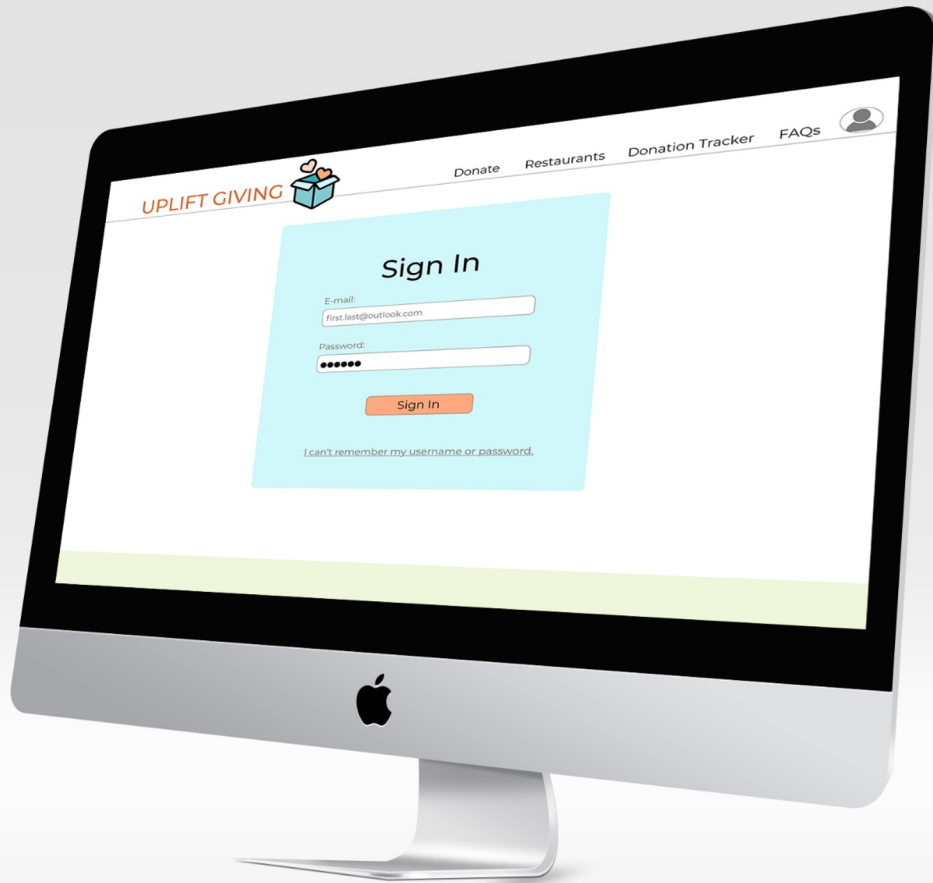 UPLIFT GIVING
Donate Restaurants Donation Tracker FAQs
Sign In
E-mail:
first.last@outlook.com
Password:
••••••
Sign In
I can't remember my username or password.